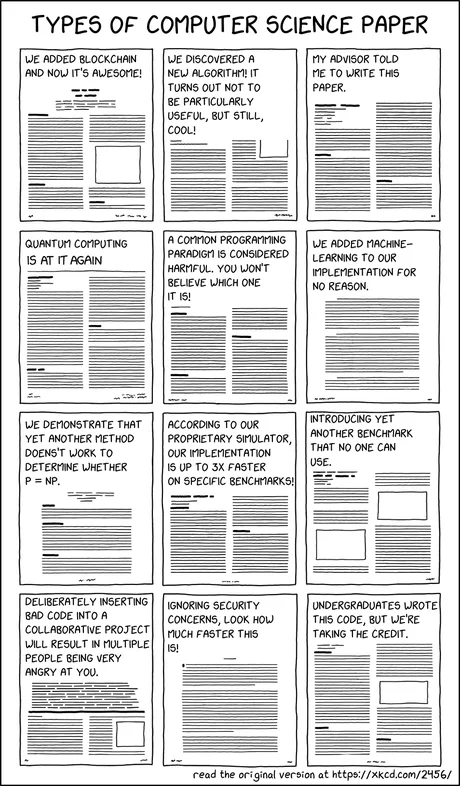 TYPES OF COMPUTER SCIENCE PAPER
WE ADDED BLOCKCHAIN
AND NOW IT'S AWESOME!
WE DISCOVERED A
NEW ALGORITHM! IT
TURNS OUT NOT TO
BE PARTICULARLY
USEFUL, BUT STILL,
COOL!
MY ADVISOR TOLD
ME TO WRITE THIS
PAPER.
QUANTUM COMPUTING
IS AT IT AGAIN
A COMMON PROGRAMMING
PARADIGM IS CONSIDERED
HARMFUL. YOU WON'T
BELIEVE WHICH ONE
IT IS!
WE ADDED MACHINE-
LEARNING TO OUR
IMPLEMENTATION FOR
NO REASON.
WE DEMONSTRATE THAT
YET ANOTHER METHOD
DOENS'T WORK TO
DETERMINE WHETHER
P = NP.
ACCORDING TO OUR
PROPRIETARY SIMULATOR,
OUR IMPLEMENTATION
IS UP TO 3X FASTER
ON SPECIFIC BENCHMARKS!
INTRODUCING YET
ANOTHER BENCHMARK
THAT NO ONE CAN
USE.
DELIBERATELY INSERTING
BAD CODE INTO A
COLLABORATIVE PROJECT
WILL RESULT IN MULTIPLE
PEOPLE BEING VERY
ANGRY AT YOU.
IGNORING SECURITY
CONCERNS, LOOK HOW
MUCH FASTER THIS
IS!
UNDERGRADUATES WROTE
THIS CODE, BUT WE'RE
TAKING THE CREDIT.
read the original version at https://xkcd.com/2456/